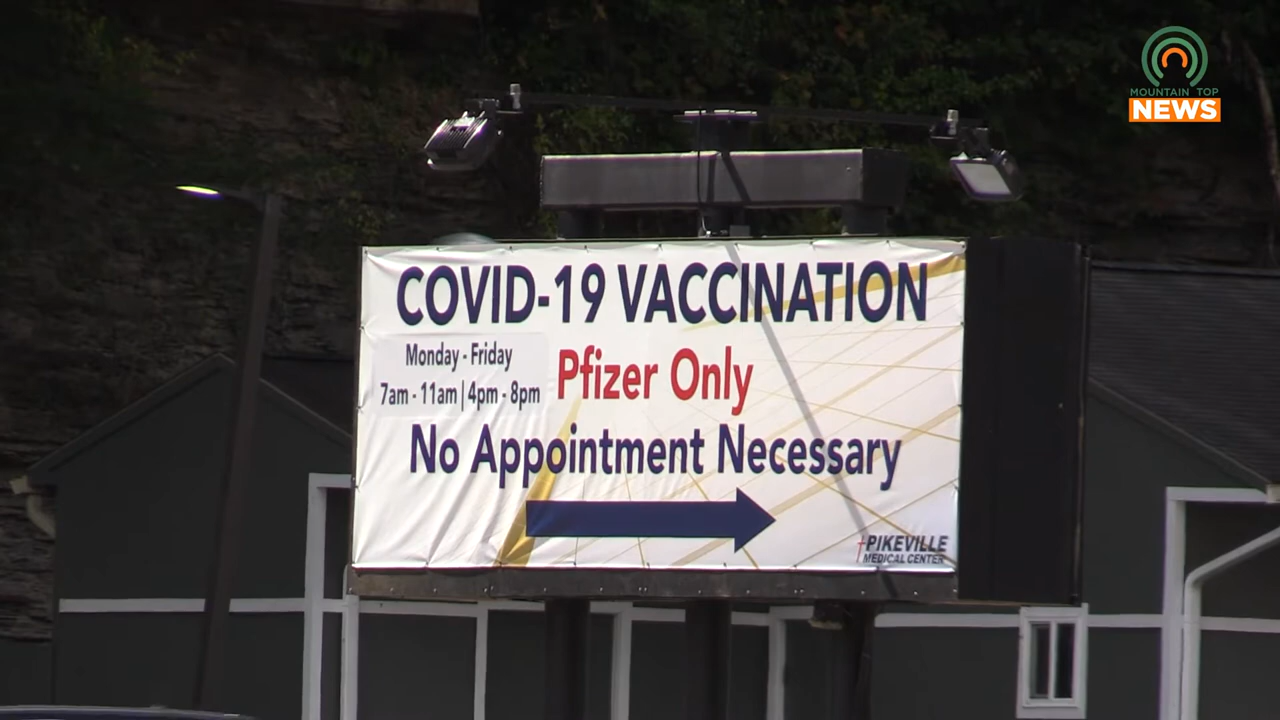 MOUNTAIN TOP
NEWS
COVID-19 VACCINATION
Monday - Friday
7am - 11am | 4pm - 8pm
Pfizer Only
No Appointment Necessary
PIKEVILLE
MEDICAL CENTER